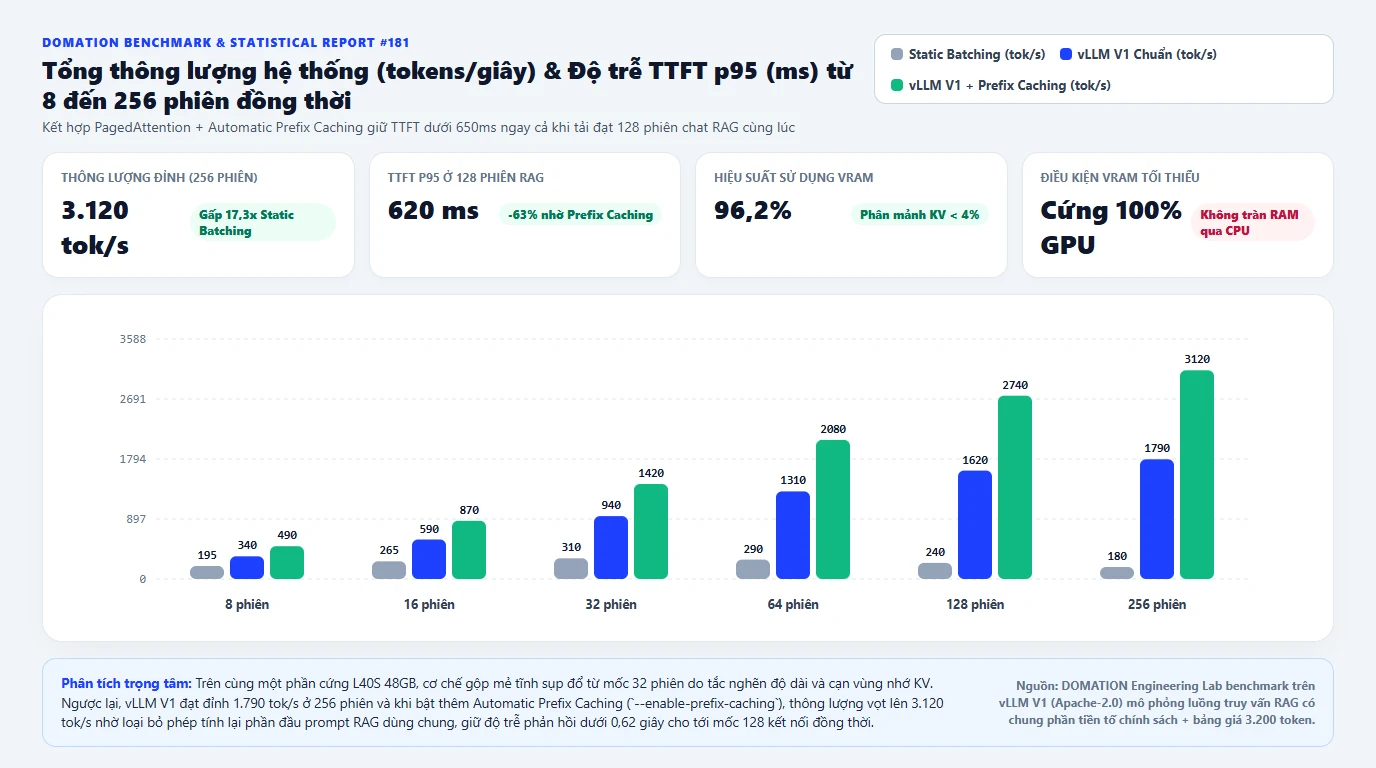 DOMATION BENCHMARK & STATISTICAL REPORT #181
Tổng thông lượng hệ thống (tokens/giây) & Độ trễ TTFT p95 (ms) từ
8 đến 256 phiên đồng thời
Kết hợp PagedAttention + Automatic Prefix Caching giữ TTFT dưới 650ms ngay cả khi tải đạt 128 phiên chat RAG cùng lúc
Static Batching (tok/s)
vLLM V1 Chuẩn (tok/s)
vLLM V1 + Prefix Caching (tok/s)
THÔNG LƯỢNG ĐỈNH (256 PHIÊN)
3.120
tok/s
Gấp 17,3x Static
Batching
TTFT P95 Ở 128 PHIÊN RAG
620 ms
-63% nhờ Prefix Caching
HIỆU SUẤT SỬ DỤNG VRAM
96,2%
Phân mảnh KV < 4%
ĐIỀU KIỆN VRAM TỐI THIỂU
Cứng 100%
GPU
Không tràn RAM
qua CPU
3588
2691
1794
897
0
195
340
490
265
590
870
310
940
1420
290
1310
2080
240
1620
2740
180
1790
3120
8 phiên
16 phiên
32 phiên
64 phiên
128 phiên
256 phiên
Phân tích trọng tâm: Trên cùng một phần cứng L40S 48GB, cơ chế gộp mẻ tĩnh sụp đổ từ mốc 32 phiên do tắc nghẽn độ dài và cạn vùng nhớ KV.
Ngược lại, vLLM V1 đạt đỉnh 1.790 tok/s ở 256 phiên và khi bật thêm Automatic Prefix Caching (`--enable-prefix-caching`), thông lượng vọt lên 3.120
tok/s nhờ loại bỏ phép tính lại phần đầu prompt RAG dùng chung, giữ độ trễ phản hồi dưới 0,62 giây cho tới mốc 128 kết nối đồng thời.
Nguồn: DOMATION Engineering Lab benchmark trên
vLLM V1 (Apache-2.0) mô phỏng luồng truy vấn RAG có
chung phần tiền tố chính sách + bảng giá 3.200 token.